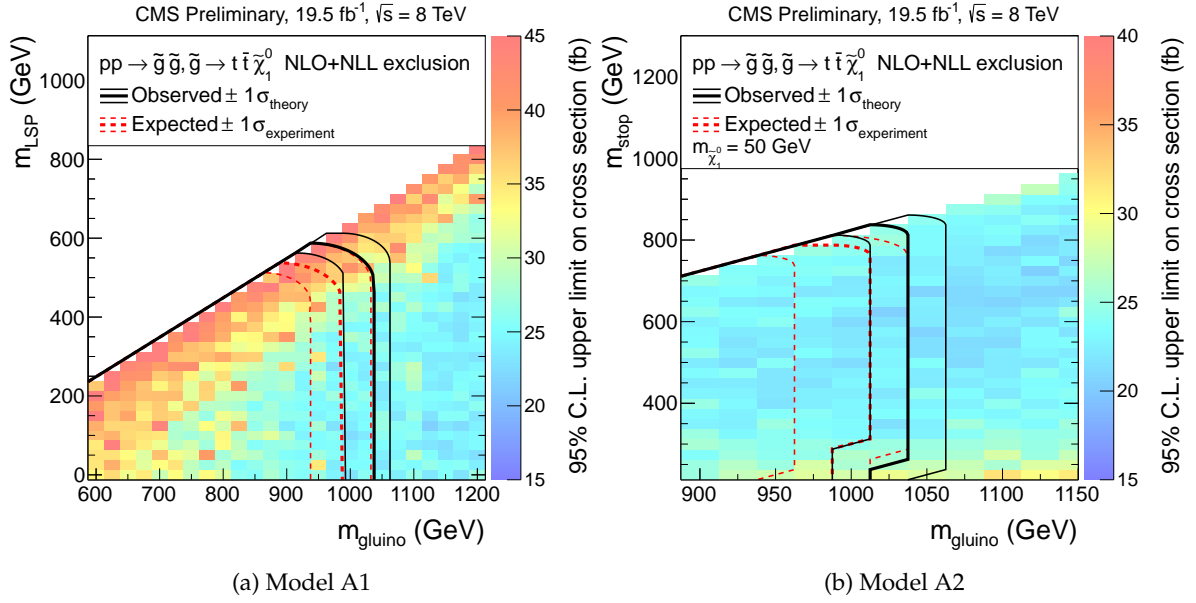 CMS Preliminary, 19.5 fb⁻¹, √s = 8 TeV
m_LSP (GeV)
1000
800
600
400
200
0
pp → g̃ g̃, g̃ → t t̄ χ̃₁⁰ NLO+NLL exclusion
Observed ± 1σ_theory
Expected ± 1σ_experiment
600 700 800 900 1000 1100 1200
m_gluino (GeV)
45
40
35
30
25
20
15
95% C.L. upper limit on cross section (fb)
(a) Model A1
CMS Preliminary, 19.5 fb⁻¹, √s = 8 TeV
m_stop (GeV)
1200
1000
800
600
400
pp → g̃ g̃, g̃ → t t̄ χ̃₁⁰ NLO+NLL exclusion
Observed ± 1σ_theory
Expected ± 1σ_experiment
m_χ̃₁⁰ = 50 GeV
900 950 1000 1050 1100 1150
m_gluino (GeV)
40
35
30
25
20
15
95% C.L. upper limit on cross section (fb)
(b) Model A2